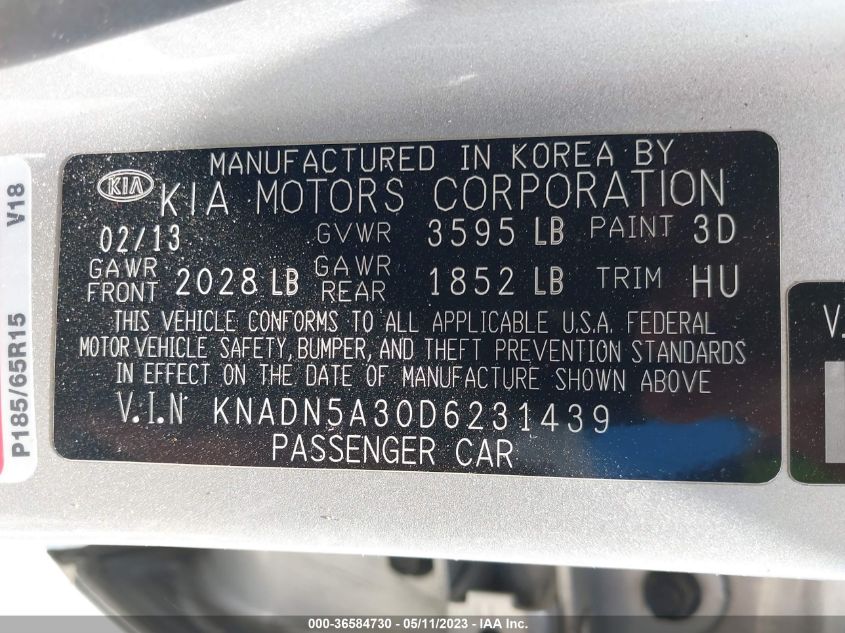 MANUFACTURED IN KOREA BY
KIA KIA MOTORS CORPORATION
02/13 GVWR 3595 LB PAINT 3D
GAWR FRONT 2028 LB GAWR REAR 1852 LB TRIM HU
THIS VEHICLE CONFORMS TO ALL APPLICABLE U.S.A. FEDERAL
MOTOR VEHICLE SAFETY, BUMPER, AND THEFT PREVENTION STANDARDS
IN EFFECT ON THE DATE OF MANUFACTURE SHOWN ABOVE
V.I.N KNADN5A30D6231439
PASSENGER CAR
P185/65R15 V18
V.
000-36584730 - 05/11/2023 - IAA Inc.